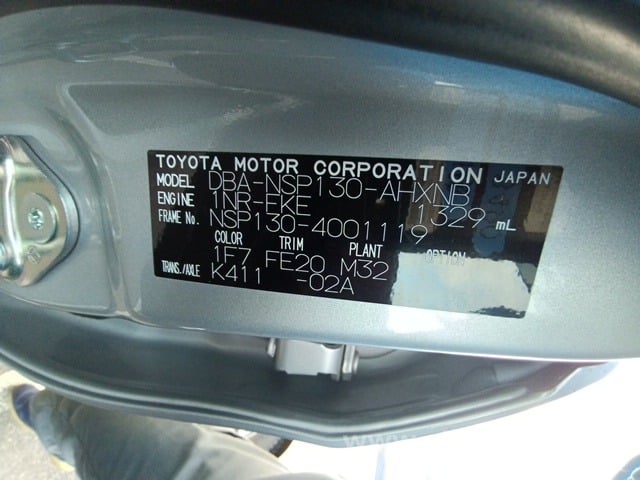 TOYOTA MOTOR CORPORATION JAPAN
MODEL DBA-NSP130-AHXNB
ENGINE 1NR-FKE 1329 mL
FRAME No. NSP130-4001119
COLOR TRIM PLANT OPTION
1F7 FE20 M32
TRANS./AXLE K411 -02A